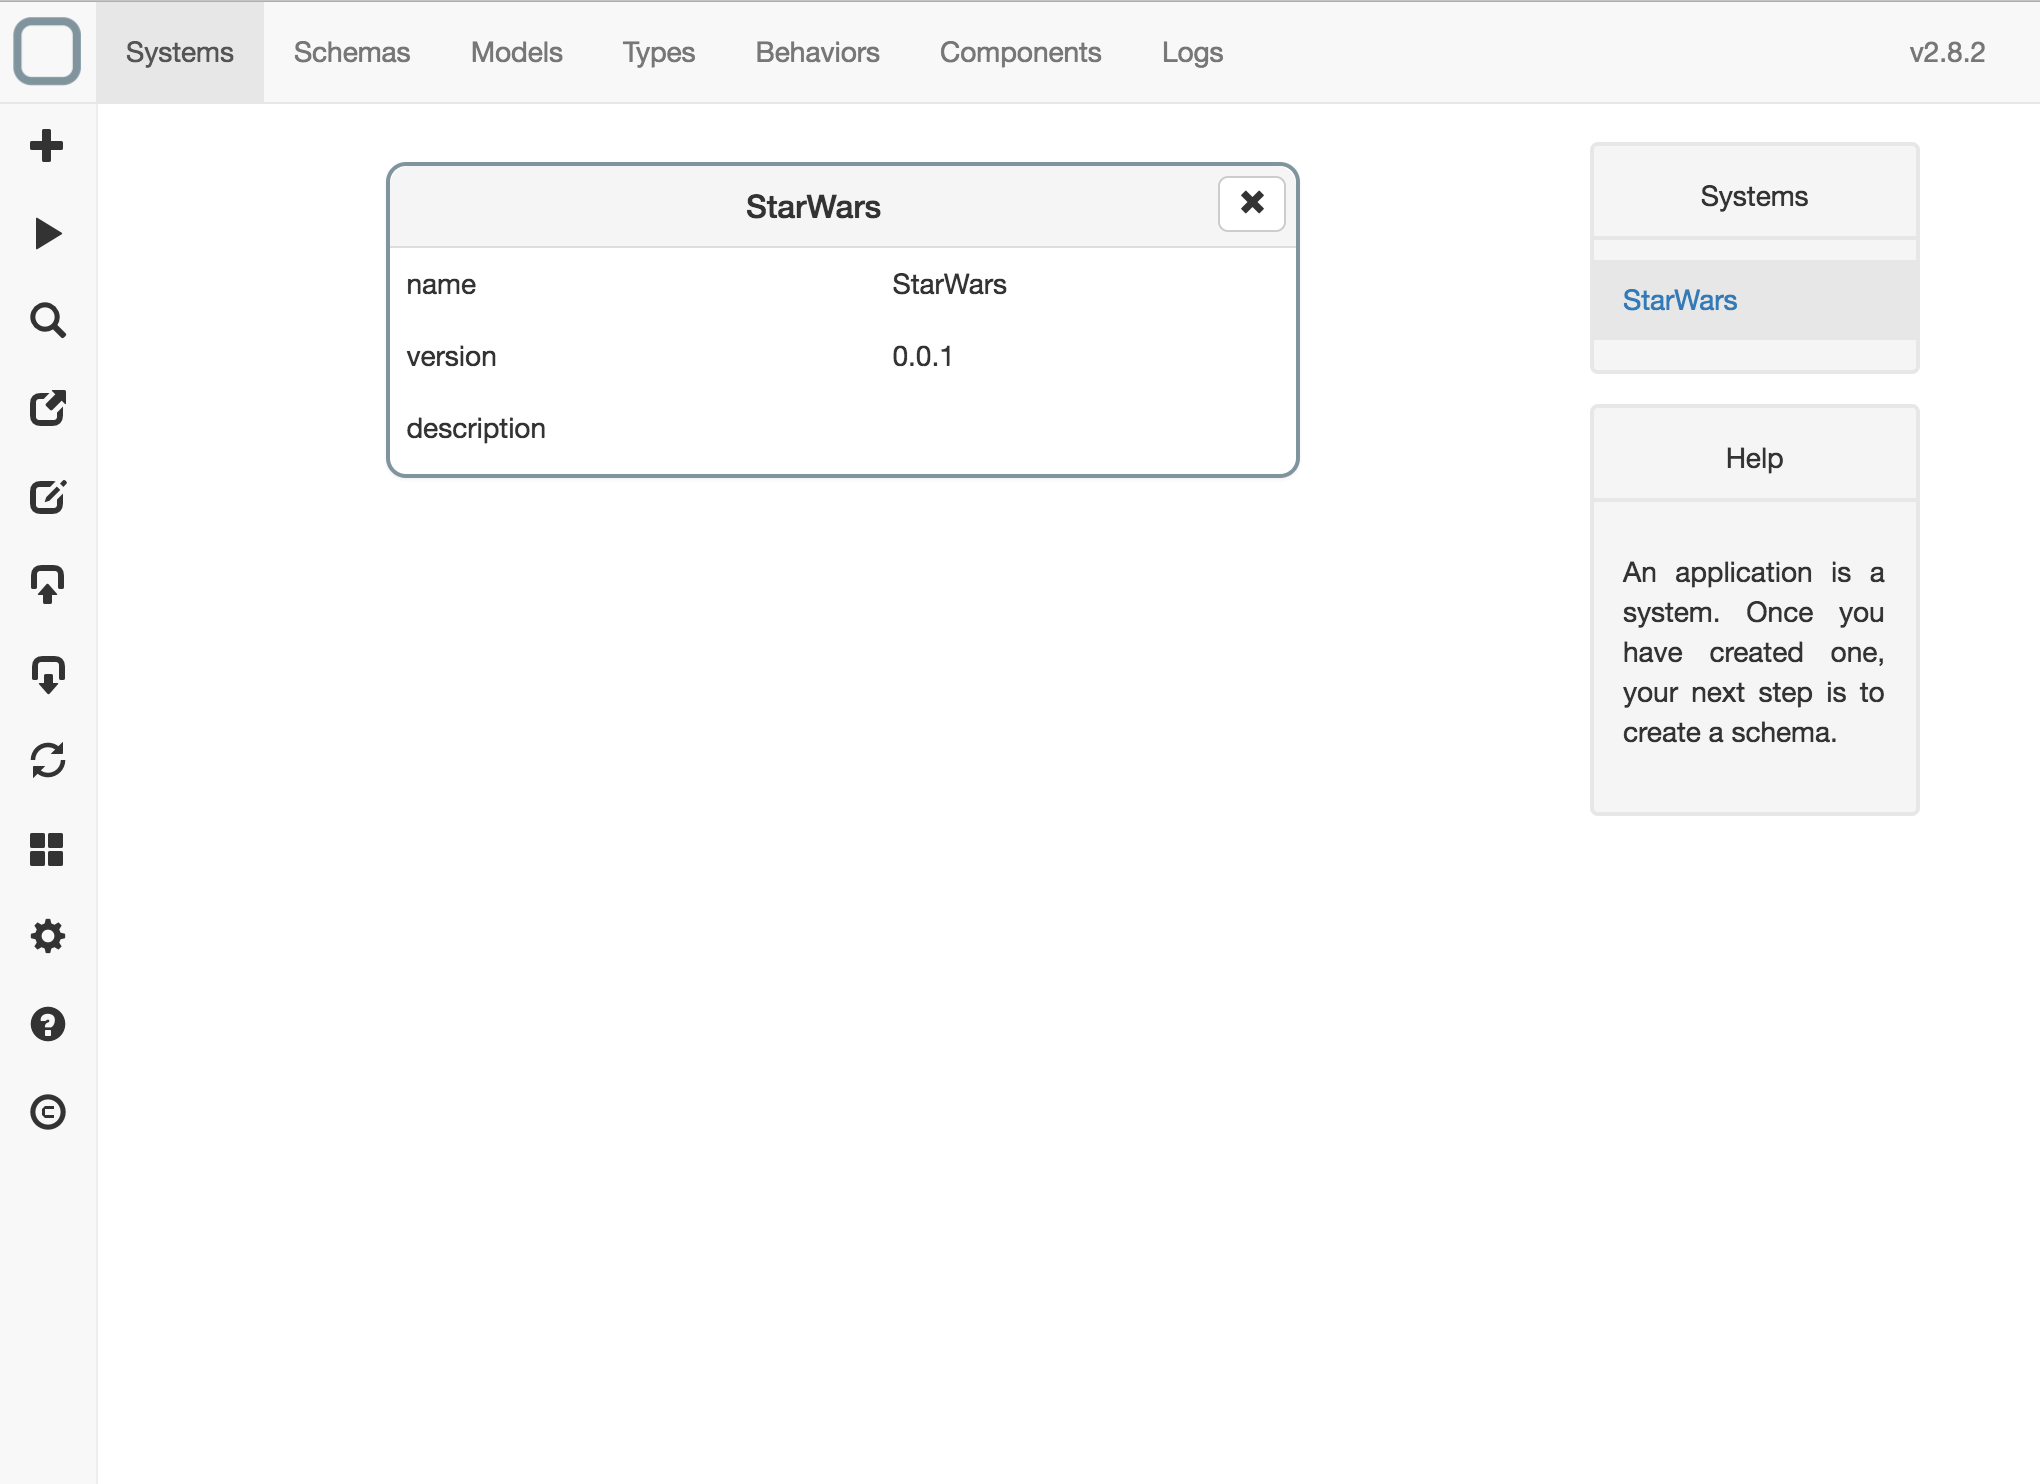 Systems Schemas Models Types Behaviors Components Logs v2.8.2
StarWars
name StarWars
version 0.0.1
description
Systems
StarWars
Help
An application is a
system. Once you
have created one,
your next step is to
create a schema.